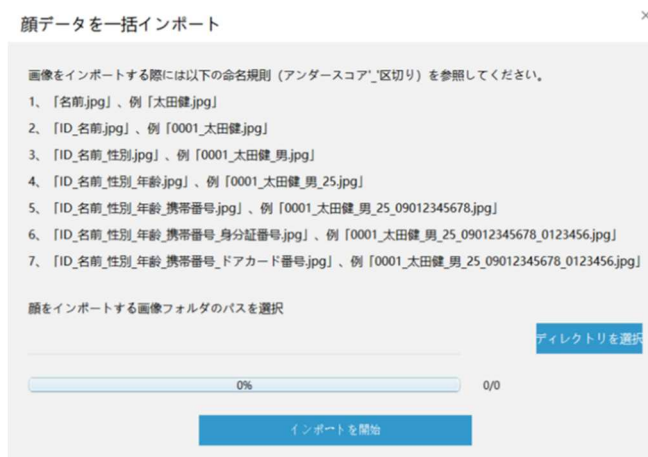 顔データを一括インポート
画像をインポートする際には以下の命名規則（アンダースコア'_'区切り）を参照してください。
1、「名前.jpg」、例「太田健.jpg」
2、「ID_名前.jpg」、例「0001_太田健.jpg」
3、「ID_名前_性別.jpg」、例「0001_太田健_男.jpg」
4、「ID_名前_性別_年齢.jpg」、例「0001_太田健_男_25.jpg」
5、「ID_名前_性別_年齢_携帯番号.jpg」、例「0001_太田健_男_25_09012345678.jpg」
6、「ID_名前_性別_年齢_携帯番号_身分証番号.jpg」、例「0001_太田健_男_25_09012345678_0123456.jpg」
7、「ID_名前_性別_年齢_携帯番号_ドアカード番号.jpg」、例「0001_太田健_男_25_09012345678_0123456.jpg」
顔をインポートする画像フォルダのパスを選択
ディレクトリを選択
0% 0/0
インポートを開始